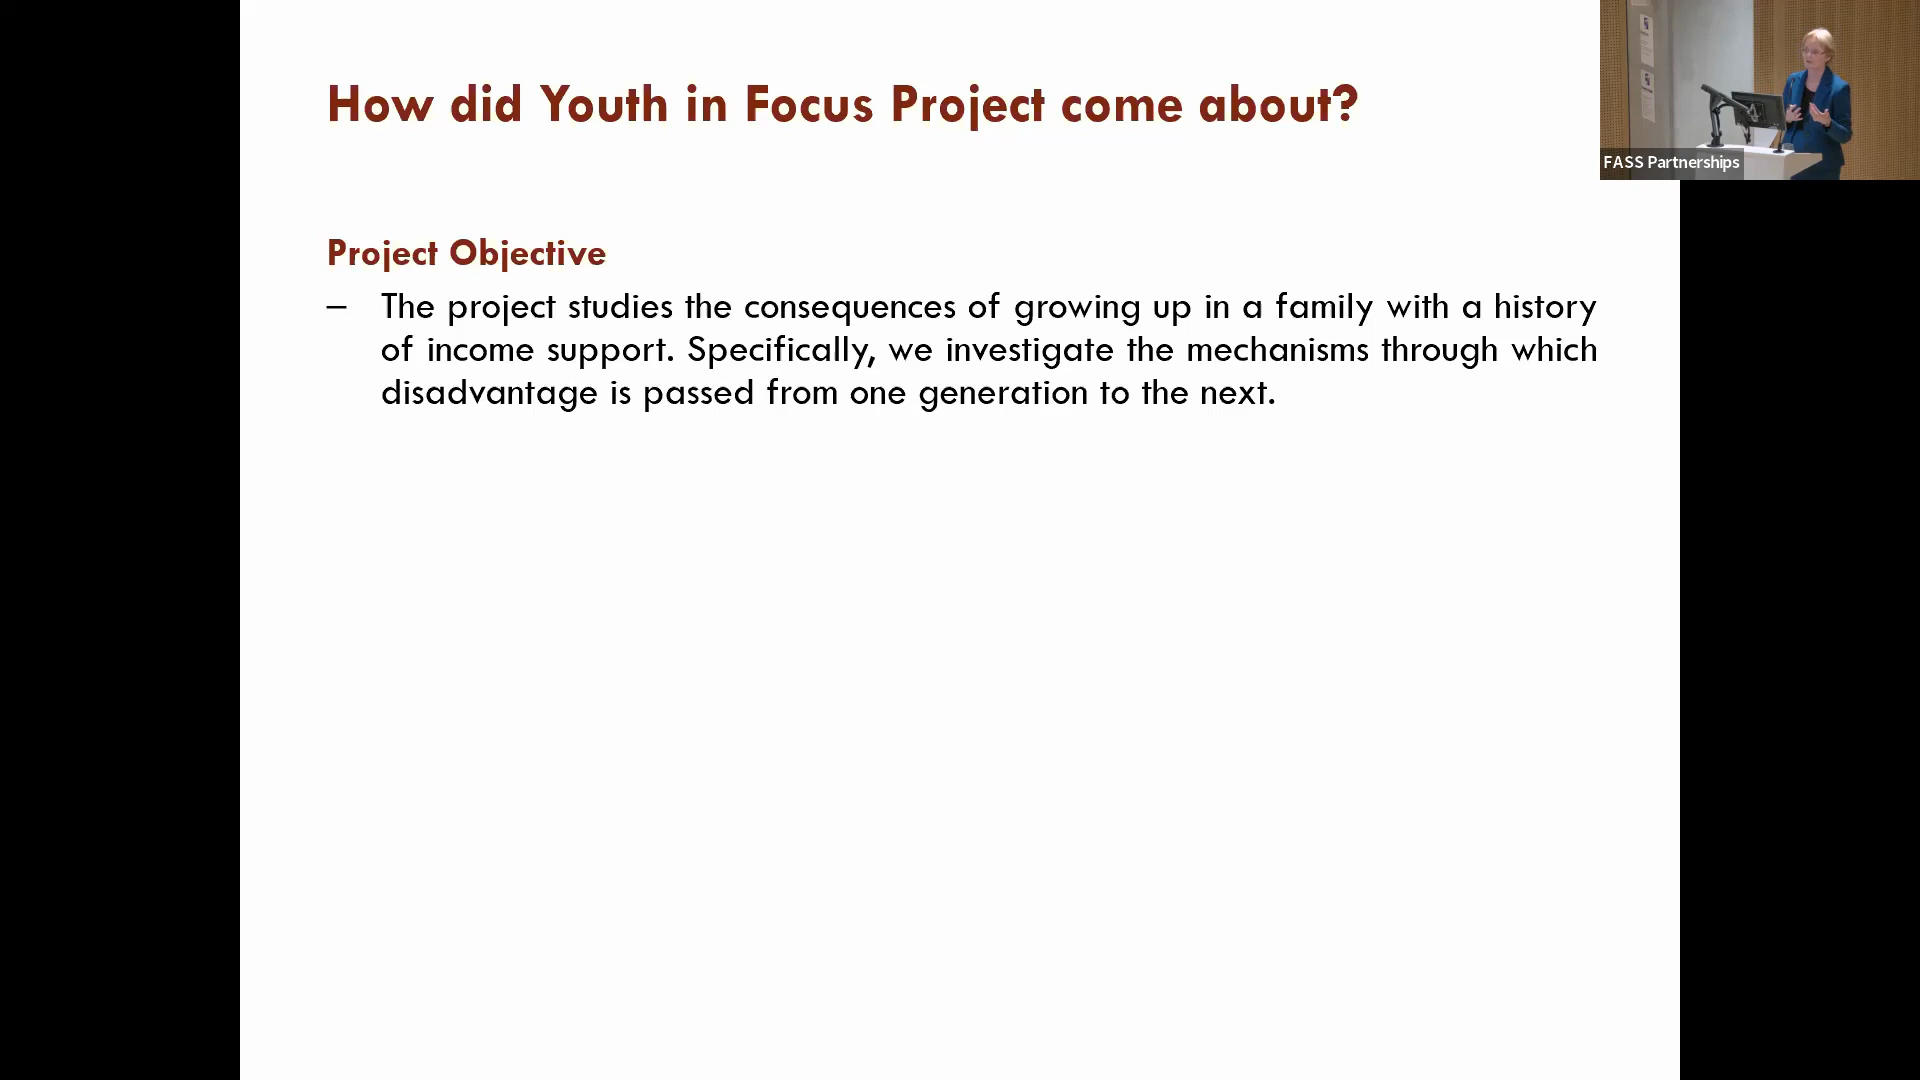 How did Youth in Focus Project come about?
FASS Partnerships
Project Objective
– The project studies the consequences of growing up in a family with a history
of income support. Specifically, we investigate the mechanisms through which
disadvantage is passed from one generation to the next.